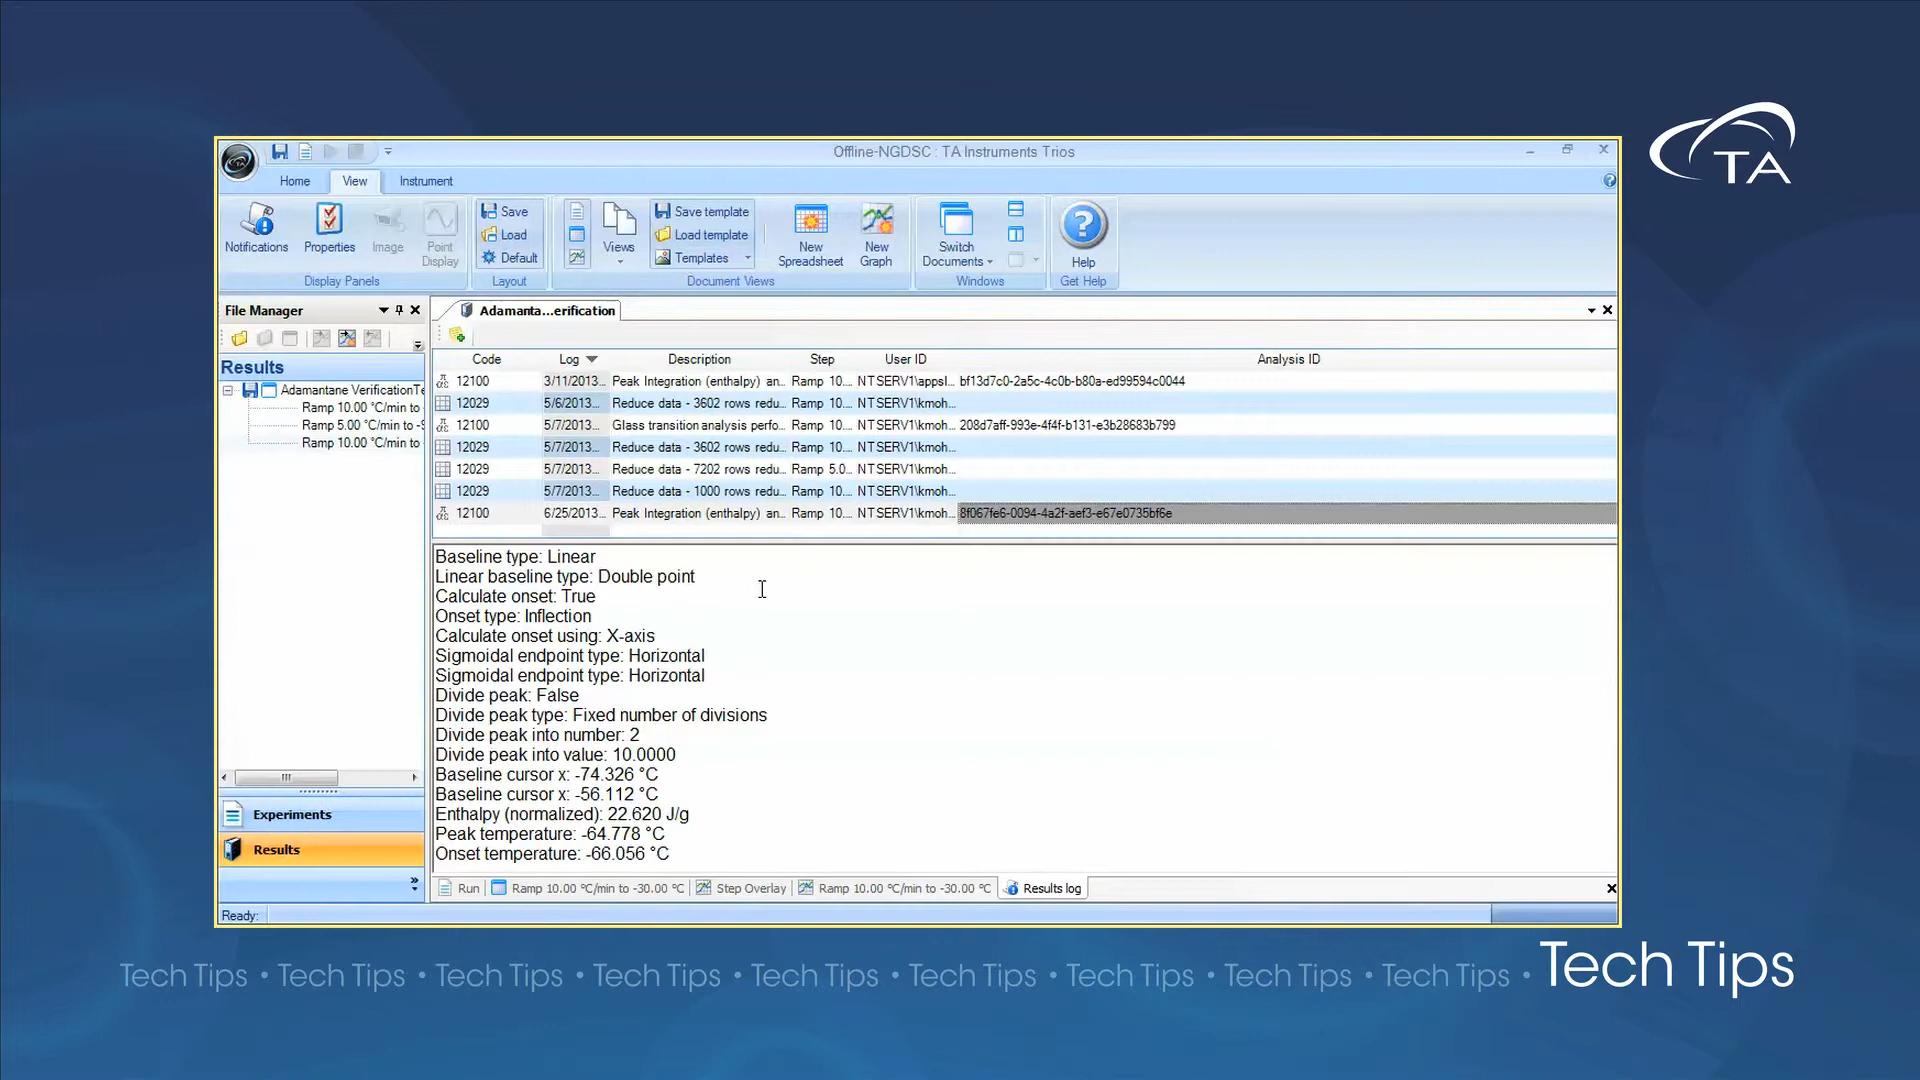 Offline-NGDSC : TA Instruments Trios
Home View Instrument
Notifications Properties Image Point Display
Display Panels
Save
Load
Default
Layout
Views
Save template
Load template
Templates
New Spreadsheet
New Graph
Document Views
Switch Documents
Windows
Help
Get Help
TA
File Manager
Results
Adamantane VerificationTe
Ramp 10.00 °C/min to
Ramp 5.00 °C/min to -9
Ramp 10.00 °C/min to
Experiments
Results
Adamanta...erification
Code Log Description Step User ID Analysis ID
12100 3/11/2013... Peak Integration (enthalpy) an... Ramp 10.... NTSERV1\appsl... bf13d7c0-2a5c-4c0b-b80a-ed99594c0044
12029 5/6/2013... Reduce data - 3602 rows redu... Ramp 10.... NTSERV1\kmoh...
12100 5/7/2013... Glass transition analysis perfo... Ramp 10.... NTSERV1\kmoh... 208d7aff-993e-4f4f-b131-e3b28683b799
12029 5/7/2013... Reduce data - 3602 rows redu... Ramp 10.... NTSERV1\kmoh...
12029 5/7/2013... Reduce data - 7202 rows redu... Ramp 5.0... NTSERV1\kmoh...
12029 5/7/2013... Reduce data - 1000 rows redu... Ramp 10.... NTSERV1\kmoh...
12100 6/25/2013... Peak Integration (enthalpy) an... Ramp 10.... NTSERV1\kmoh... 8f067fe6-0094-4a2f-aef3-e67e0735bf6e
Baseline type: Linear
Linear baseline type: Double point
Calculate onset: True
Onset type: Inflection
Calculate onset using: X-axis
Sigmoidal endpoint type: Horizontal
Sigmoidal endpoint type: Horizontal
Divide peak: False
Divide peak type: Fixed number of divisions
Divide peak into number: 2
Divide peak into value: 10.0000
Baseline cursor x: -74.326 °C
Baseline cursor x: -56.112 °C
Enthalpy (normalized): 22.620 J/g
Peak temperature: -64.778 °C
Onset temperature: -66.056 °C
Run Ramp 10.00 °C/min to -30.00 °C Step Overlay Ramp 10.00 °C/min to -30.00 °C Results log
Ready:
Tech Tips • Tech Tips • Tech Tips • Tech Tips • Tech Tips • Tech Tips • Tech Tips • Tech Tips • Tech Tips • Tech Tips